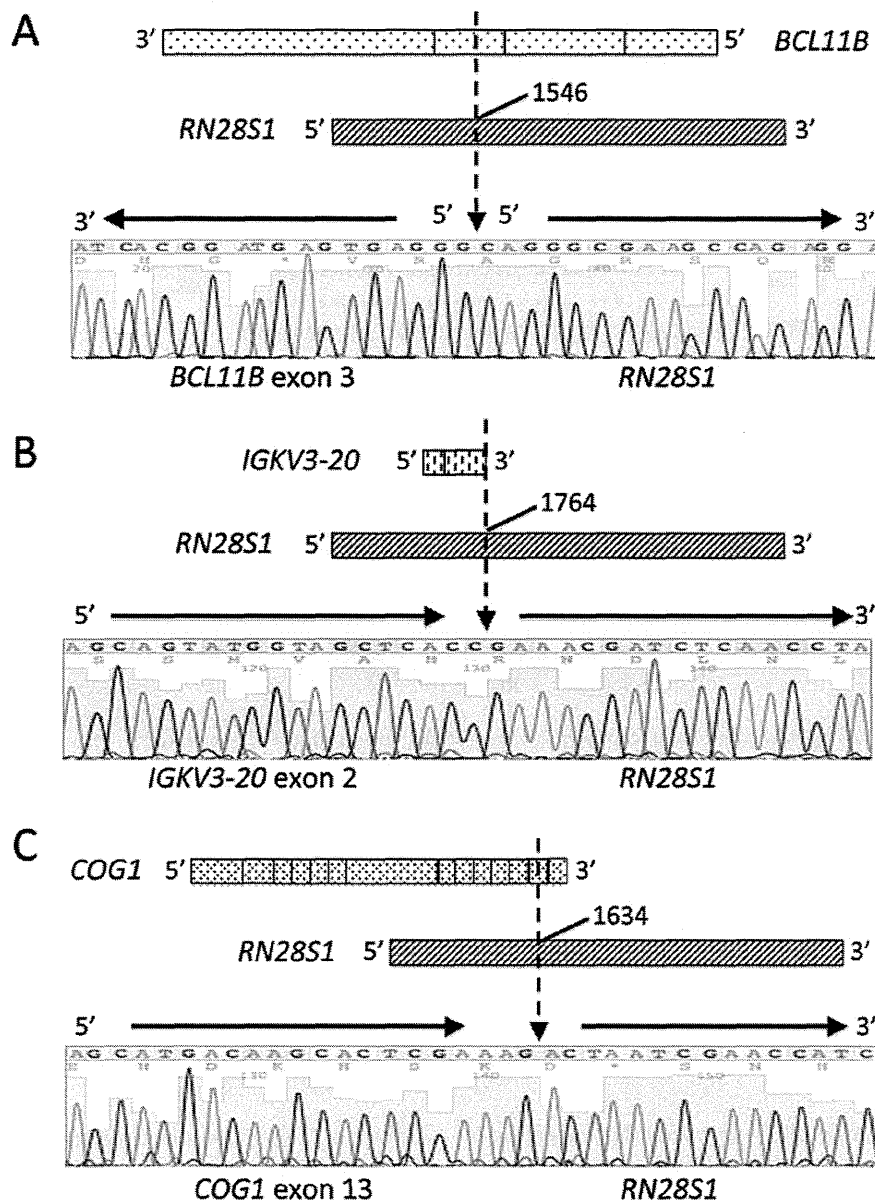 A
3’ 5’ BCL11B
1546
RN28S1 5’ 3’
3’ 5’ 5’ 3’
ATCACGGATGAGTGAGGGCAGGGCGAAGCCAGAGGA
BCL11B exon 3 RN28S1
B
IGKV3-20 5’ 3’
1764
RN28S1 5’ 3’
5’ 3’
AGCAGTATGGTAGCTCACCGAAACGATCTCAACCTA
IGKV3-20 exon 2 RN28S1
C
COG1 5’ 3’
1634
RN28S1 5’ 3’
5’ 3’
AGCATGACAAGCACTCGAAAGACTAATCGAACCATC
COG1 exon 13 RN28S1